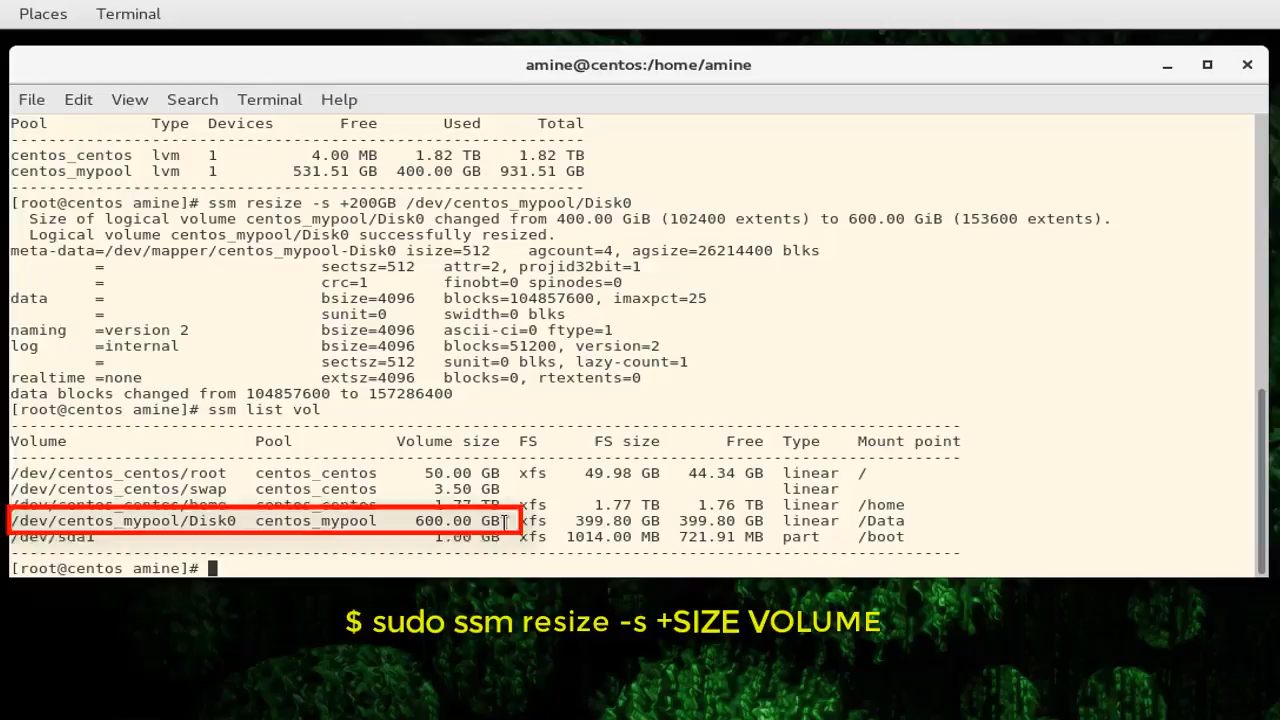 Places Terminal
amine@centos:/home/amine
File Edit View Search Terminal Help
Pool Type Devices Free Used Total
---------------------------------------------------------------
centos_centos lvm 1 4.00 MB 1.82 TB 1.82 TB
centos_mypool lvm 1 531.51 GB 400.00 GB 931.51 GB
---------------------------------------------------------------
[root@centos amine]# ssm resize -s +200GB /dev/centos_mypool/Disk0
Size of logical volume centos_mypool/Disk0 changed from 400.00 GiB (102400 extents) to 600.00 GiB (153600 extents).
Logical volume centos_mypool/Disk0 successfully resized.
meta-data=/dev/mapper/centos_mypool-Disk0 isize=512 agcount=4, agsize=26214400 blks
= sectsz=512 attr=2, projid32bit=1
= crc=1 finobt=0 spinodes=0
data = bsize=4096 blocks=104857600, imaxpct=25
= sunit=0 swidth=0 blks
naming =version 2 bsize=4096 ascii-ci=0 ftype=1
log =internal bsize=4096 blocks=51200, version=2
= sectsz=512 sunit=0 blks, lazy-count=1
realtime =none extsz=4096 blocks=0, rtextents=0
data blocks changed from 104857600 to 157286400
[root@centos amine]# ssm list vol
-----------------------------------------------------------------------------------------------------
Volume Pool Volume size FS FS size Free Type Mount point
-----------------------------------------------------------------------------------------------------
/dev/centos_centos/root centos_centos 50.00 GB xfs 49.98 GB 44.34 GB linear /
/dev/centos_centos/swap centos_centos 3.50 GB linear
/dev/centos_centos/home centos_centos 1.77 TB xfs 1.77 TB 1.76 TB linear /home
/dev/centos_mypool/Disk0 centos_mypool 600.00 GB xfs 399.80 GB 399.80 GB linear /Data
/dev/sda1 1.00 GB xfs 1014.00 MB 721.91 MB part /boot
-----------------------------------------------------------------------------------------------------
[root@centos amine]#
$ sudo ssm resize -s +SIZE VOLUME